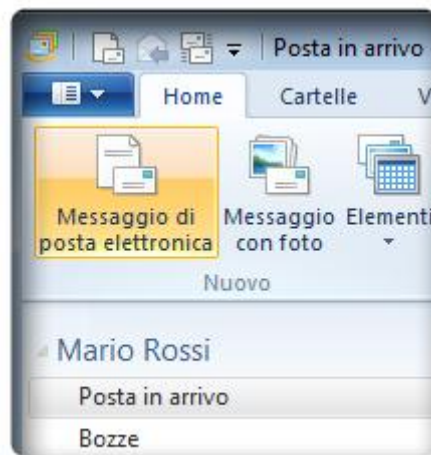 Posta in arrivo
Home Cartelle V
Messaggio di Messaggio Elementi
posta elettronica con foto
Nuovo
Mario Rossi
Posta in arrivo
Bozze